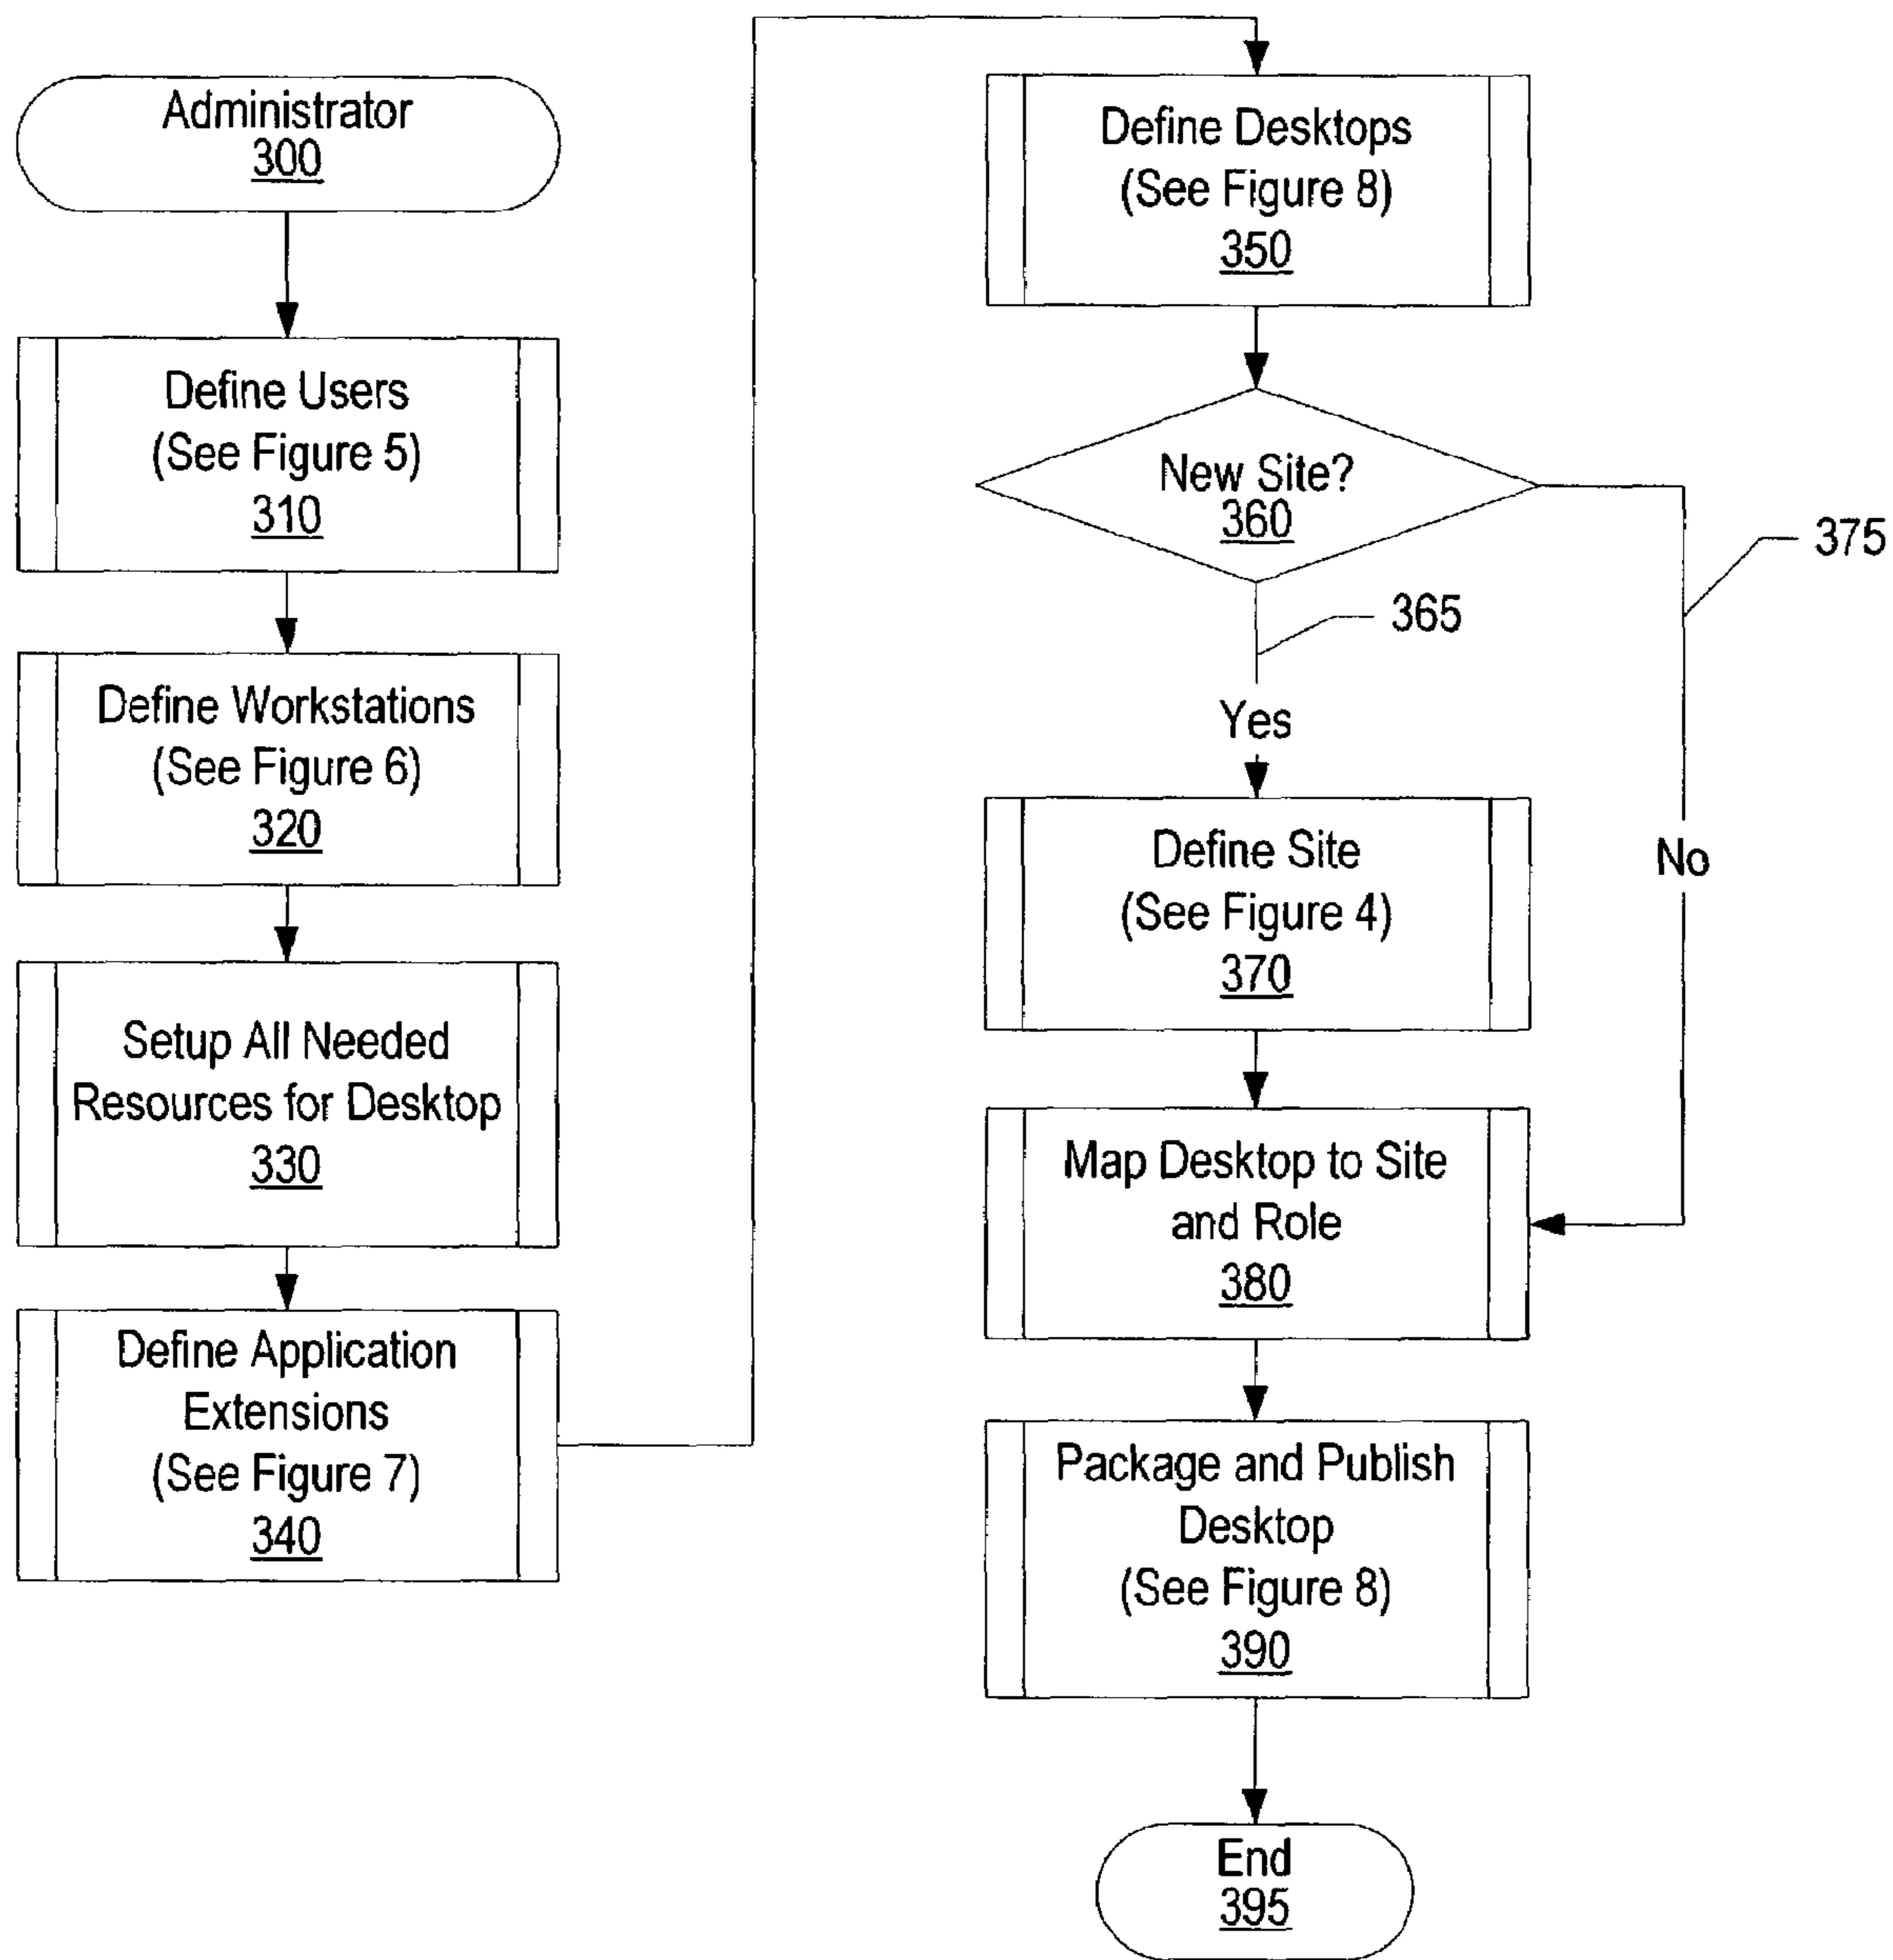 Administrator
300
Define Users
(See Figure 5)
310
Define Workstations
(See Figure 6)
320
Setup All Needed
Resources for Desktop
330
Define Application
Extensions
(See Figure 7)
340
Define Desktops
(See Figure 8)
350
New Site?
360
375
365
Yes
No
Define Site
(See Figure 4)
370
Map Desktop to Site
and Role
380
Package and Publish
Desktop
(See Figure 8)
390
End
395